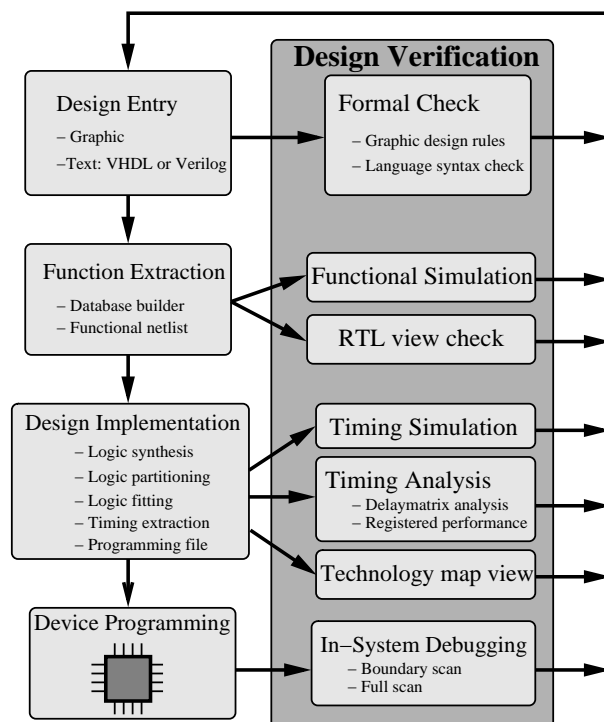 Design Verification
Design Entry
– Graphic
–Text: VHDL or Verilog
Formal Check
– Graphic design rules
– Language syntax check
Function Extraction
– Database builder
– Functional netlist
Functional Simulation
RTL view check
Design Implementation
– Logic synthesis
– Logic partitioning
– Logic fitting
– Timing extraction
– Programming file
Timing Simulation
Timing Analysis
– Delaymatrix analysis
– Registered performance
Technology map view
Device Programming
In–System Debugging
– Boundary scan
– Full scan